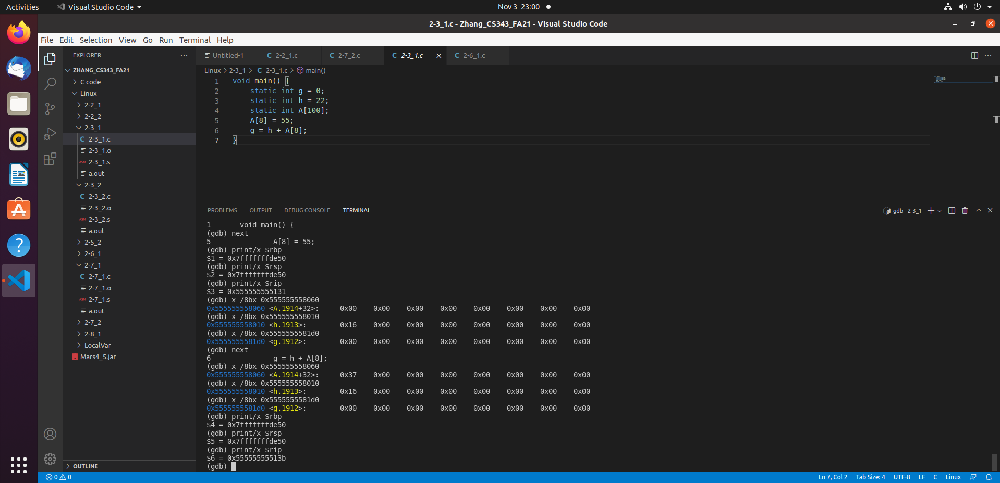 Activities
Visual Studio Code
Nov 3 23:00
2-3_1.c - Zhang_CS343_FA21 - Visual Studio Code
File Edit Selection View Go Run Terminal Help
EXPLORER
ZHANG_CS343_FA21
C code
Linux
2-2_1
2-2_2
2-3_1
C 2-3_1.c
2-3_1.o
ASM 2-3_1.s
a.out
2-3_2
C 2-3_2.c
2-3_2.o
ASM 2-3_2.s
a.out
2-5_2
2-6_1
2-7_1
C 2-7_1.c
2-7_1.o
ASM 2-7_1.s
a.out
2-7_2
2-8_1
LocalVar
Mars4_5.jar
OUTLINE
Untitled-1 C 2-2_1.c C 2-7_2.c C 2-3_1.c C 2-6_1.c
Linux > 2-3_1 > C 2-3_1.c > main()
1 void main() {
2 static int g = 0;
3 static int h = 22;
4 static int A[100];
5 A[8] = 55;
6 g = h + A[8];
7 }
PROBLEMS OUTPUT DEBUG CONSOLE TERMINAL
gdb - 2-3_1
1 void main() {
(gdb) next
5 A[8] = 55;
(gdb) print/x $rbp
$1 = 0x7fffffffde50
(gdb) print/x $rsp
$2 = 0x7fffffffde50
(gdb) print/x $rip
$3 = 0x555555555131
(gdb) x /8bx 0x555555558060
0x555555558060 <A.1914+32>: 0x00 0x00 0x00 0x00 0x00 0x00 0x00 0x00
(gdb) x /8bx 0x555555558010
0x555555558010 <h.1913>: 0x16 0x00 0x00 0x00 0x00 0x00 0x00 0x00
(gdb) x /8bx 0x5555555581d0
0x5555555581d0 <g.1912>: 0x00 0x00 0x00 0x00 0x00 0x00 0x00 0x00
(gdb) next
6 g = h + A[8];
(gdb) x /8bx 0x555555558060
0x555555558060 <A.1914+32>: 0x37 0x00 0x00 0x00 0x00 0x00 0x00 0x00
(gdb) x /8bx 0x555555558010
0x555555558010 <h.1913>: 0x16 0x00 0x00 0x00 0x00 0x00 0x00 0x00
(gdb) x /8bx 0x5555555581d0
0x5555555581d0 <g.1912>: 0x00 0x00 0x00 0x00 0x00 0x00 0x00 0x00
(gdb) print/x $rbp
$4 = 0x7fffffffde50
(gdb) print/x $rsp
$5 = 0x7fffffffde50
(gdb) print/x $rip
$6 = 0x55555555513b
(gdb)
0 0
Ln 7, Col 2 Tab Size: 4 UTF-8 LF C Linux